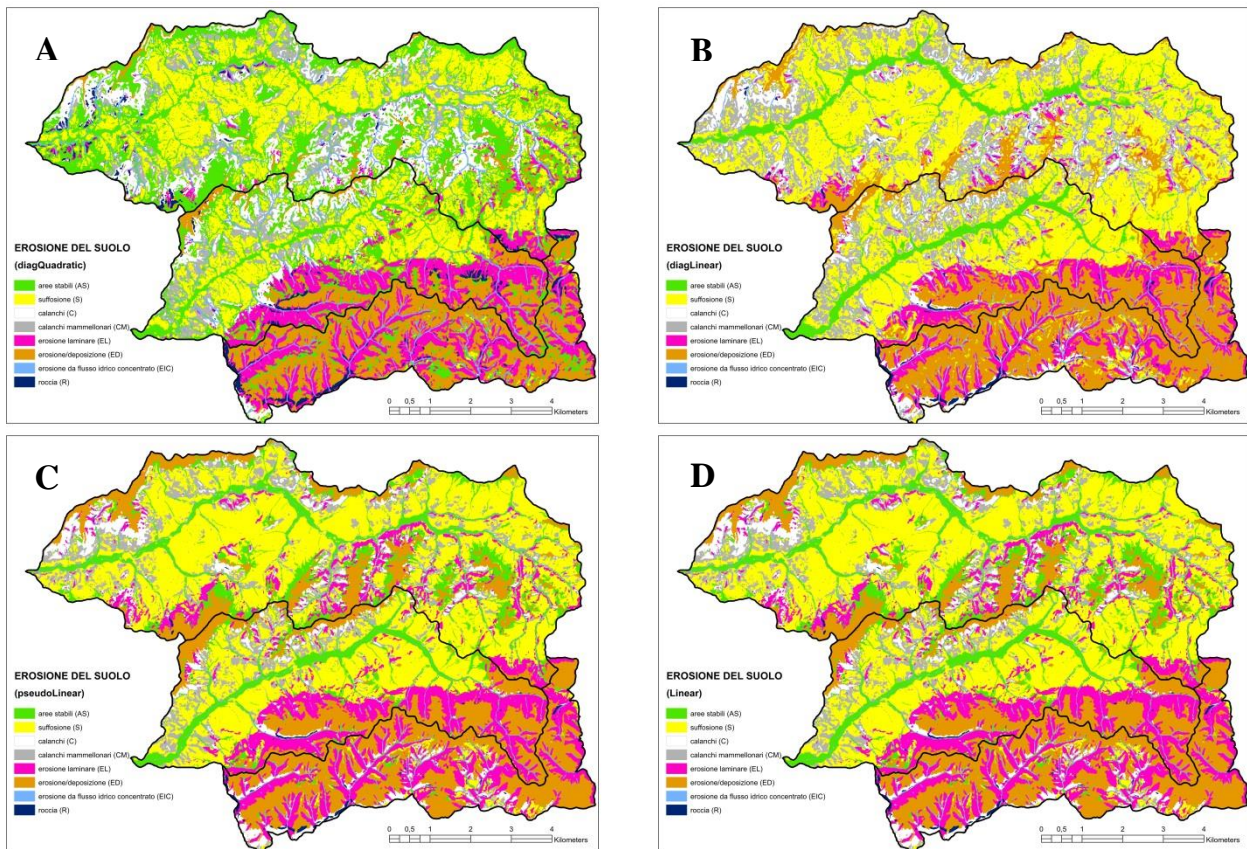 A
EROSIONE DEL SUOLO
(diagQuadratic)
aree stabili (AS)
suffosione (S)
calanchi (C)
calanchi mammellonari (CM)
erosione laminare (EL)
erosione/deposizione (ED)
erosione da flusso idrico concentrato (EIC)
roccia (R)
0 0,5 1 2 3 4
Kilometers
B
EROSIONE DEL SUOLO
(diagLinear)
aree stabili (AS)
suffosione (S)
calanchi (C)
calanchi mammellonari (CM)
erosione laminare (EL)
erosione/deposizione (ED)
erosione da flusso idrico concentrato (EIC)
roccia (R)
0 0,5 1 2 3 4
Kilometers
C
EROSIONE DEL SUOLO
(pseudoLinear)
aree stabili (AS)
suffosione (S)
calanchi (C)
calanchi mammellonari (CM)
erosione laminare (EL)
erosione/deposizione (ED)
erosione da flusso idrico concentrato (EIC)
roccia (R)
0 0,5 1 2 3 4
Kilometers
D
EROSIONE DEL SUOLO
(Linear)
aree stabili (AS)
suffosione (S)
calanchi (C)
calanchi mammellonari (CM)
erosione laminare (EL)
erosione/deposizione (ED)
erosione da flusso idrico concentrato (EIC)
roccia (R)
0 0,5 1 2 3 4
Kilometers